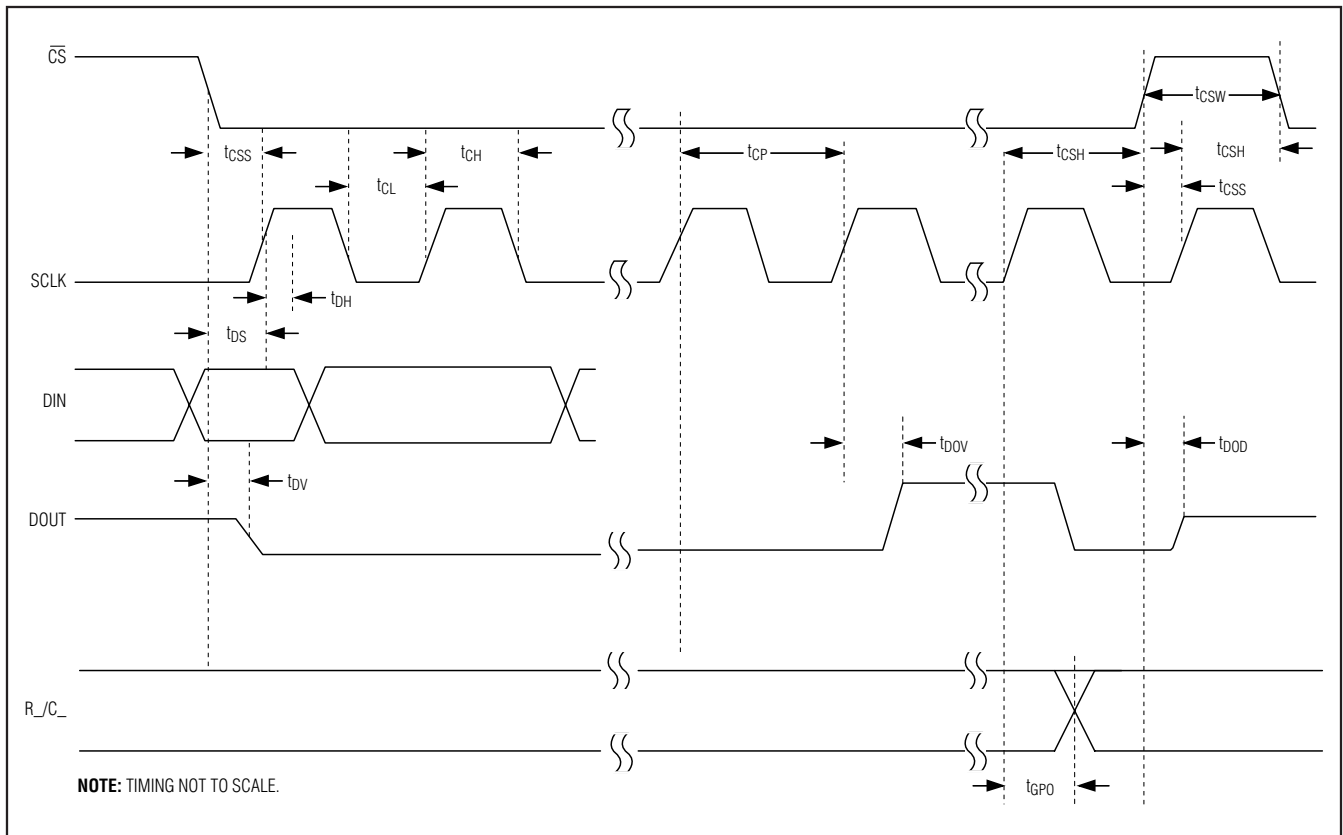 CS
tCSW
tCSS
tCH
tCP
tCSH
tCSH
tCL
tCSS
SCLK
tDH
tDS
DIN
tDOV
tDOD
tDV
DOUT
R_/C_
NOTE: TIMING NOT TO SCALE.
tGPO